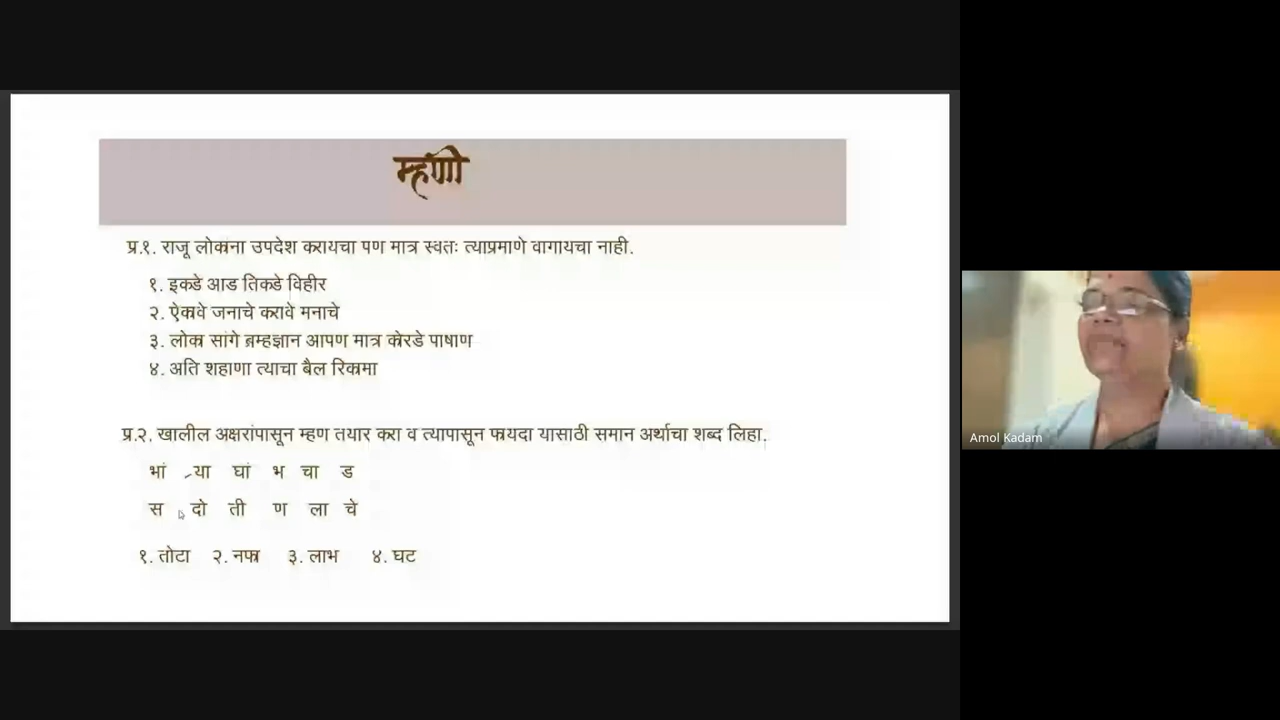 म्हणी
प्र.१. राजू लोकांना उपदेश करायचा पण मात्र स्वतः त्याप्रमाणे वागायचा नाही.
१. इकडे आड तिकडे विहीर
२. ऐकावे जनाचे करावे मनाचे
३. लोका सांगे ब्रम्हज्ञान आपण मात्र कोरडे पाषाण
४. अति शहाणा त्याचा बैल रिकामा
प्र.२. खालील अक्षरांपासून म्हण तयार करा व त्यापासून फायदा यासाठी समान अर्थाचा शब्द लिहा.
भां -या घां भ चा ड
स दो ती ण ला चे
१. तोटा २. नफा ३. लाभ ४. घट
Amol Kadam